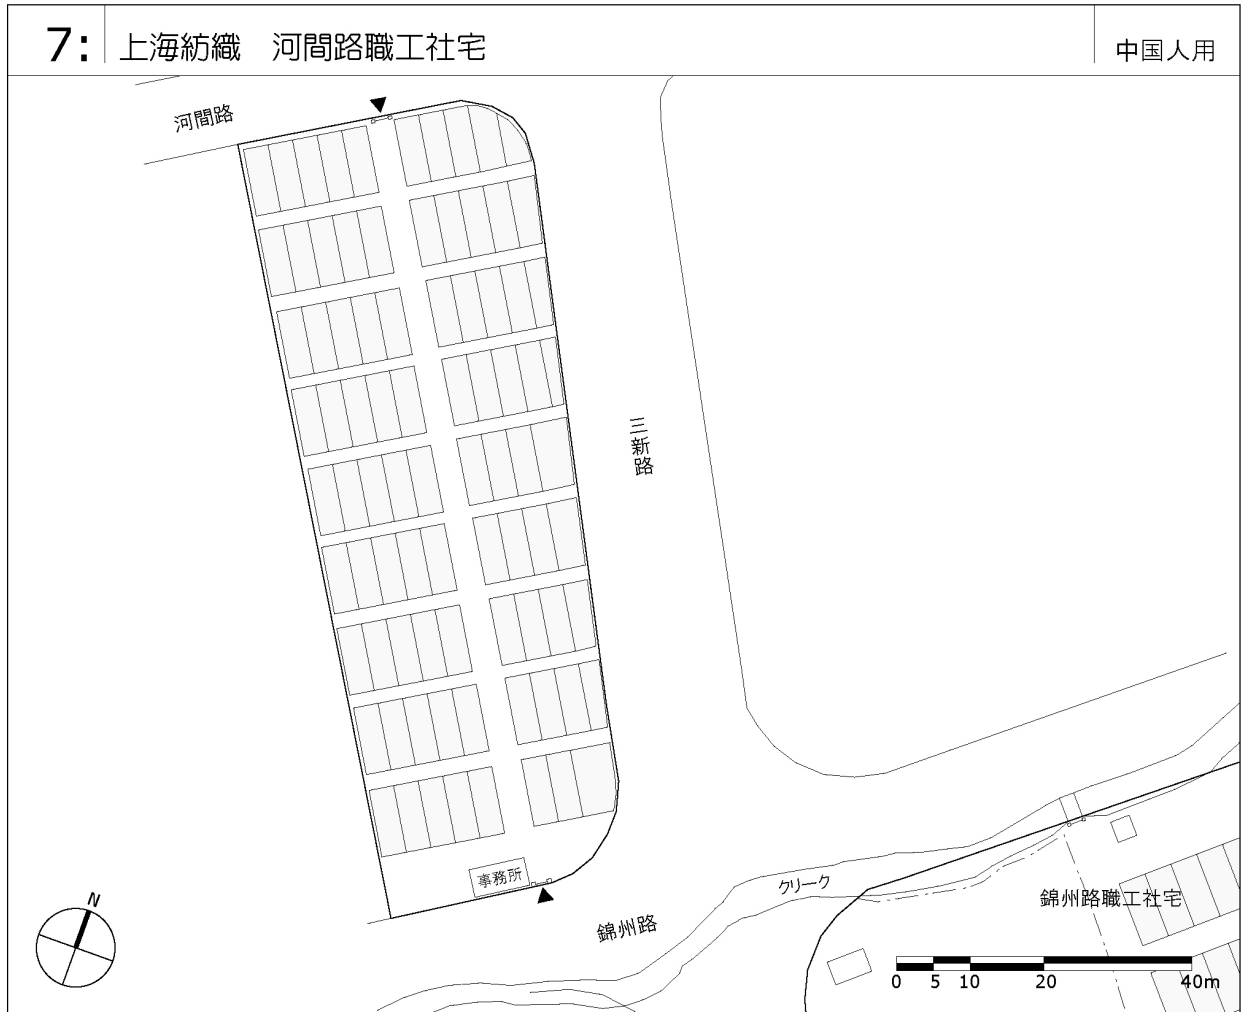 7: 上海紡織　河間路職工社宅
中国人用
河間路
三新路
事務所
クリーク
錦州路職工社宅
錦州路
N
0 5 10 20 40m